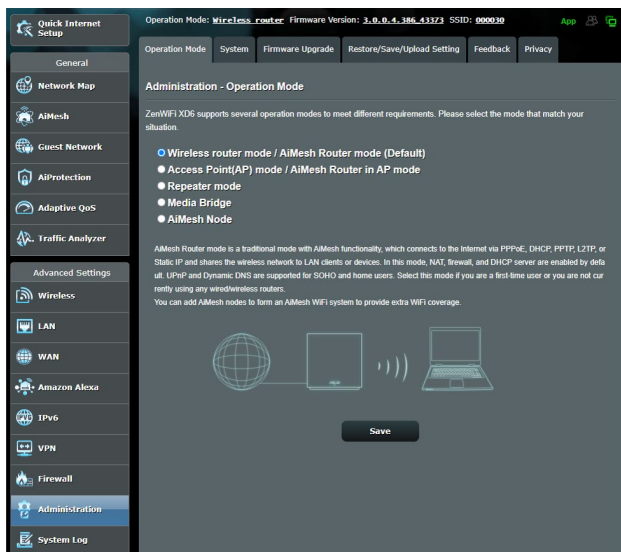 Quick Internet
Setup
General
Network Map
AiMesh
Guest Network
AiProtection
Adaptive QoS
Traffic Analyzer
Advanced Settings
Wireless
LAN
WAN
Amazon Alexa
IPv6
VPN
Firewall
Administration
System Log
Operation Mode: Wireless router Firmware Version: 3.0.0.4.386_43373 SSID: 000030 App
Operation Mode System Firmware Upgrade Restore/Save/Upload Setting Feedback Privacy
Administration - Operation Mode
ZenWiFi XD6 supports several operation modes to meet different requirements. Please select the mode that match your
situation.
Wireless router mode / AiMesh Router mode (Default)
Access Point(AP) mode / AiMesh Router in AP mode
Repeater mode
Media Bridge
AiMesh Node
AiMesh Router mode is a traditional mode with AiMesh functionality, which connects to the Internet via PPPoE, DHCP, PPTP, L2TP, or
Static IP and shares the wireless network to LAN clients or devices. In this mode, NAT, firewall, and DHCP server are enabled by defa
ult. UPnP and Dynamic DNS are supported for SOHO and home users. Select this mode if you are a first-time user or you are not cur
rently using any wired/wireless routers.
You can add AiMesh nodes to form an AiMesh WiFi system to provide extra WiFi coverage.
Save